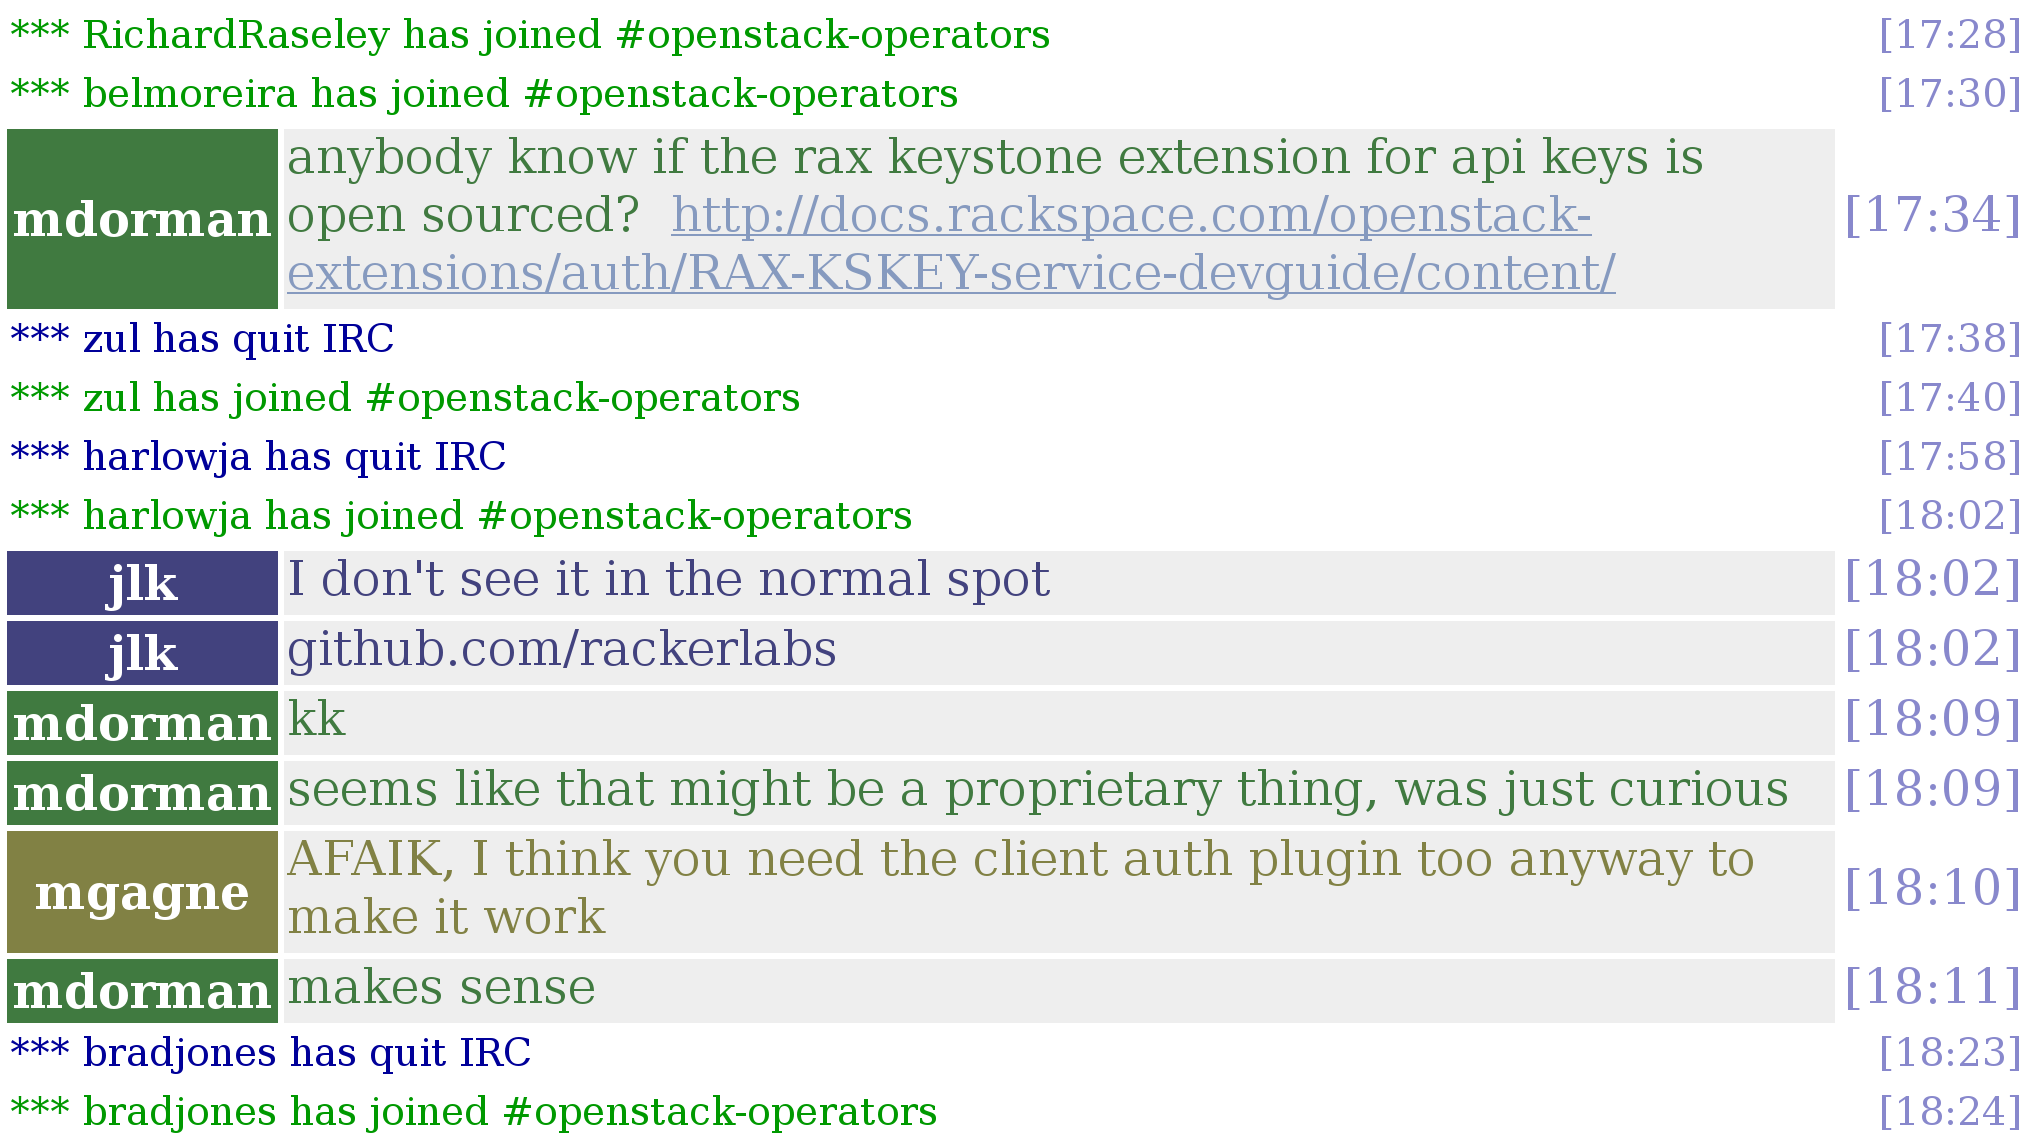 *** RichardRaseley has joined #openstack-operators [17:28]
*** belmoreira has joined #openstack-operators [17:30]
anybody know if the rax keystone extension for api keys is
mdorman open sourced?  http://docs.rackspace.com/openstack- [17:34]
extensions/auth/RAX-KSKEY-service-devguide/content/
*** zul has quit IRC [17:38]
*** zul has joined #openstack-operators [17:40]
*** harlowja has quit IRC [17:58]
*** harlowja has joined #openstack-operators [18:02]
jlk I don't see it in the normal spot [18:02]
jlk github.com/rackerlabs [18:02]
mdorman kk [18:09]
mdorman seems like that might be a proprietary thing, was just curious [18:09]
mgagne AFAIK, I think you need the client auth plugin too anyway to [18:10]
make it work
mdorman makes sense [18:11]
*** bradjones has quit IRC [18:23]
*** bradjones has joined #openstack-operators [18:24]